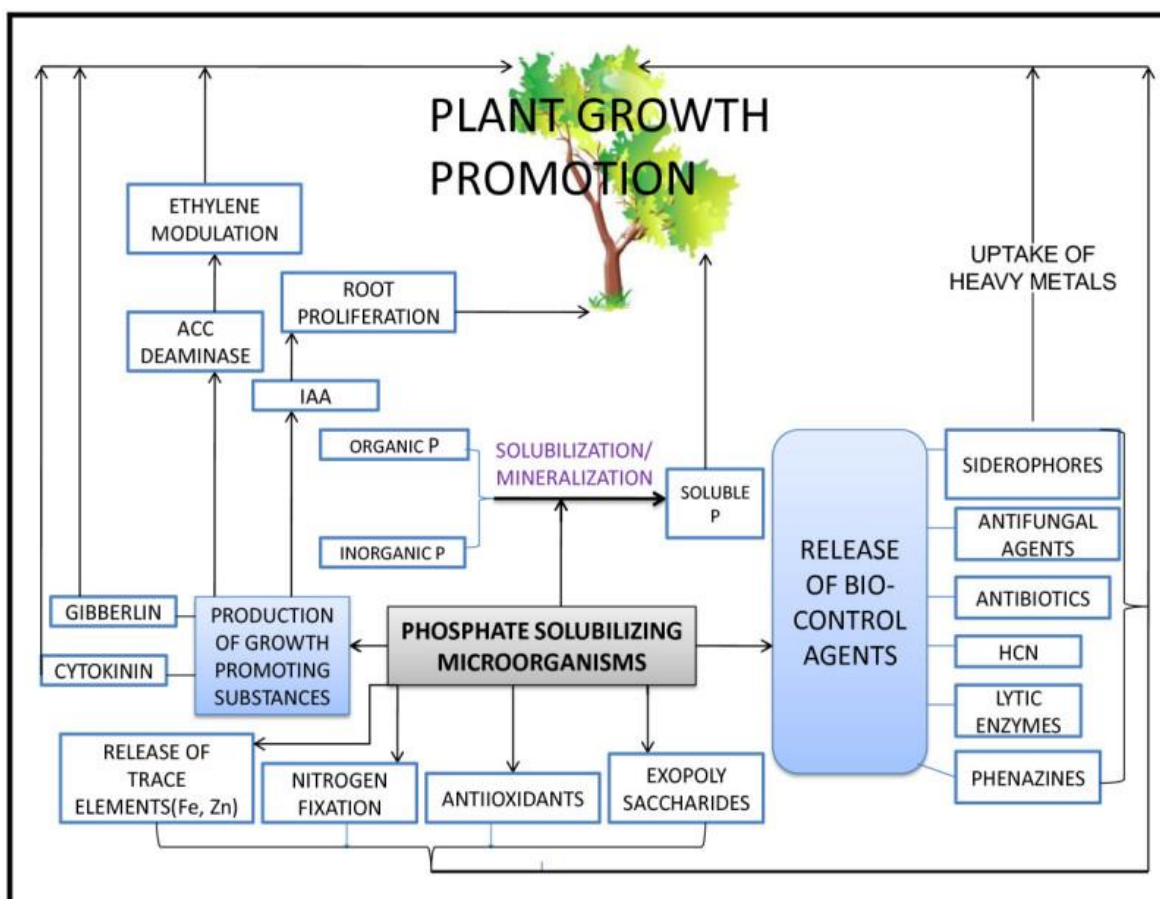 PLANT GROWTH
PROMOTION
ETHYLENE
MODULATION
UPTAKE OF
HEAVY METALS
ROOT
PROLIFERATION
ACC
DEAMINASE
IAA
ORGANIC P
SOLUBILIZATION/
MINERALIZATION
SOLUBLE
P
INORGANIC P
RELEASE
OF BIO-
CONTROL
AGENTS
SIDEROPHORES
ANTIFUNGAL
AGENTS
ANTIBIOTICS
HCN
LYTIC
ENZYMES
PHENAZINES
GIBBERLIN
CYTOKININ
PRODUCTION
OF GROWTH
PROMOTING
SUBSTANCES
PHOSPHATE SOLUBILIZING
MICROORGANISMS
RELEASE OF
TRACE
ELEMENTS(Fe, Zn)
NITROGEN
FIXATION
ANTIIOXIDANTS
EXOPOLY
SACCHARIDES